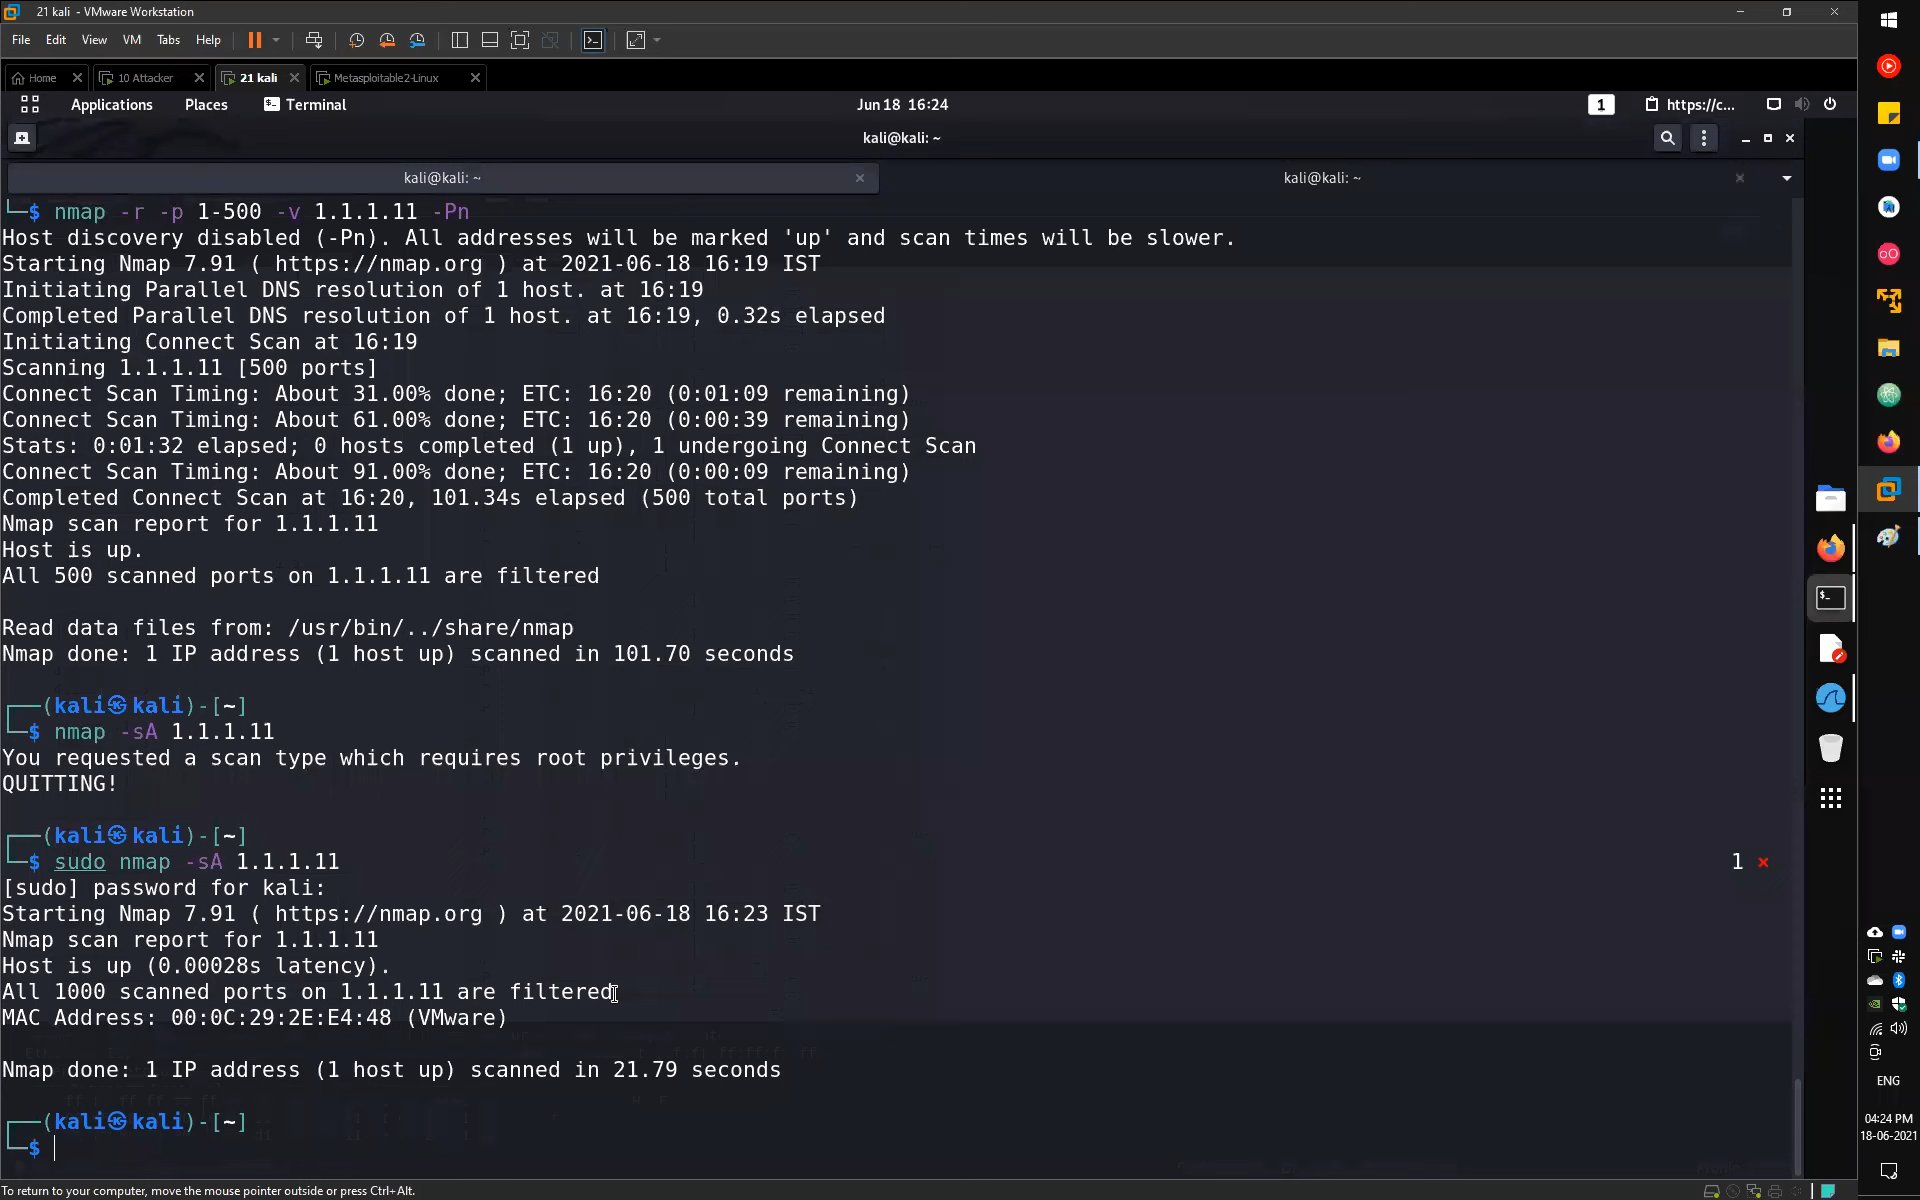 21 kali - VMware Workstation
File Edit View VM Tabs Help
Home 10 Attacker 21 kali Metasploitable2-Linux
Applications Places Terminal Jun 18 16:24 1 https://c...
kali@kali: ~
kali@kali: ~ kali@kali: ~
└─$ nmap -r -p 1-500 -v 1.1.1.11 -Pn
Host discovery disabled (-Pn). All addresses will be marked 'up' and scan times will be slower.
Starting Nmap 7.91 ( https://nmap.org ) at 2021-06-18 16:19 IST
Initiating Parallel DNS resolution of 1 host. at 16:19
Completed Parallel DNS resolution of 1 host. at 16:19, 0.32s elapsed
Initiating Connect Scan at 16:19
Scanning 1.1.1.11 [500 ports]
Connect Scan Timing: About 31.00% done; ETC: 16:20 (0:01:09 remaining)
Connect Scan Timing: About 61.00% done; ETC: 16:20 (0:00:39 remaining)
Stats: 0:01:32 elapsed; 0 hosts completed (1 up), 1 undergoing Connect Scan
Connect Scan Timing: About 91.00% done; ETC: 16:20 (0:00:09 remaining)
Completed Connect Scan at 16:20, 101.34s elapsed (500 total ports)
Nmap scan report for 1.1.1.11
Host is up.
All 500 scanned ports on 1.1.1.11 are filtered
Read data files from: /usr/bin/../share/nmap
Nmap done: 1 IP address (1 host up) scanned in 101.70 seconds
┌──(kali㉿kali)-[~]
└─$ nmap -sA 1.1.1.11
You requested a scan type which requires root privileges.
QUITTING!
┌──(kali㉿kali)-[~]
└─$ sudo nmap -sA 1.1.1.11 1 ⨯
[sudo] password for kali:
Starting Nmap 7.91 ( https://nmap.org ) at 2021-06-18 16:23 IST
Nmap scan report for 1.1.1.11
Host is up (0.00028s latency).
All 1000 scanned ports on 1.1.1.11 are filtered
MAC Address: 00:0C:29:2E:E4:48 (VMware)
Nmap done: 1 IP address (1 host up) scanned in 21.79 seconds
┌──(kali㉿kali)-[~]
└─$
ENG
04:24 PM
18-06-2021
To return to your computer, move the mouse pointer outside or press Ctrl+Alt.